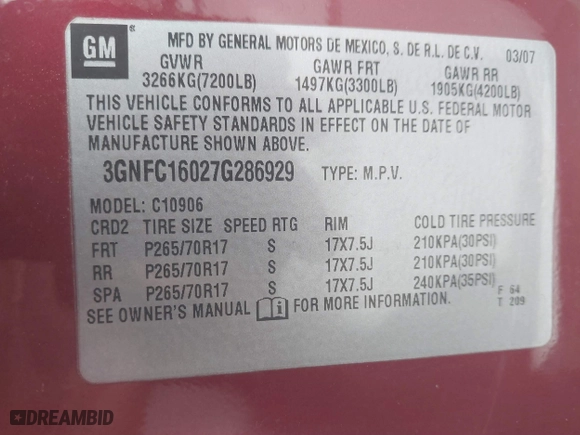 GM
MFD BY GENERAL MOTORS DE MEXICO, S. DE R.L. DE C.V. 03/07
GVWR GAWR FRT GAWR RR
3266KG(7200LB) 1497KG(3300LB) 1905KG(4200LB)
THIS VEHICLE CONFORMS TO ALL APPLICABLE U.S. FEDERAL MOTOR
VEHICLE SAFETY STANDARDS IN EFFECT ON THE DATE OF
MANUFACTURE SHOWN ABOVE.
3GNFC16027G286929 TYPE: M.P.V.
MODEL: C10906
CRD2 TIRE SIZE SPEED RTG RIM COLD TIRE PRESSURE
FRT P265/70R17 S 17X7.5J 210KPA(30PSI)
RR P265/70R17 S 17X7.5J 210KPA(30PSI)
SPA P265/70R17 S 17X7.5J 240KPA(35PSI)
F 64
SEE OWNER'S MANUAL i FOR MORE INFORMATION. T 209
DREAMBID